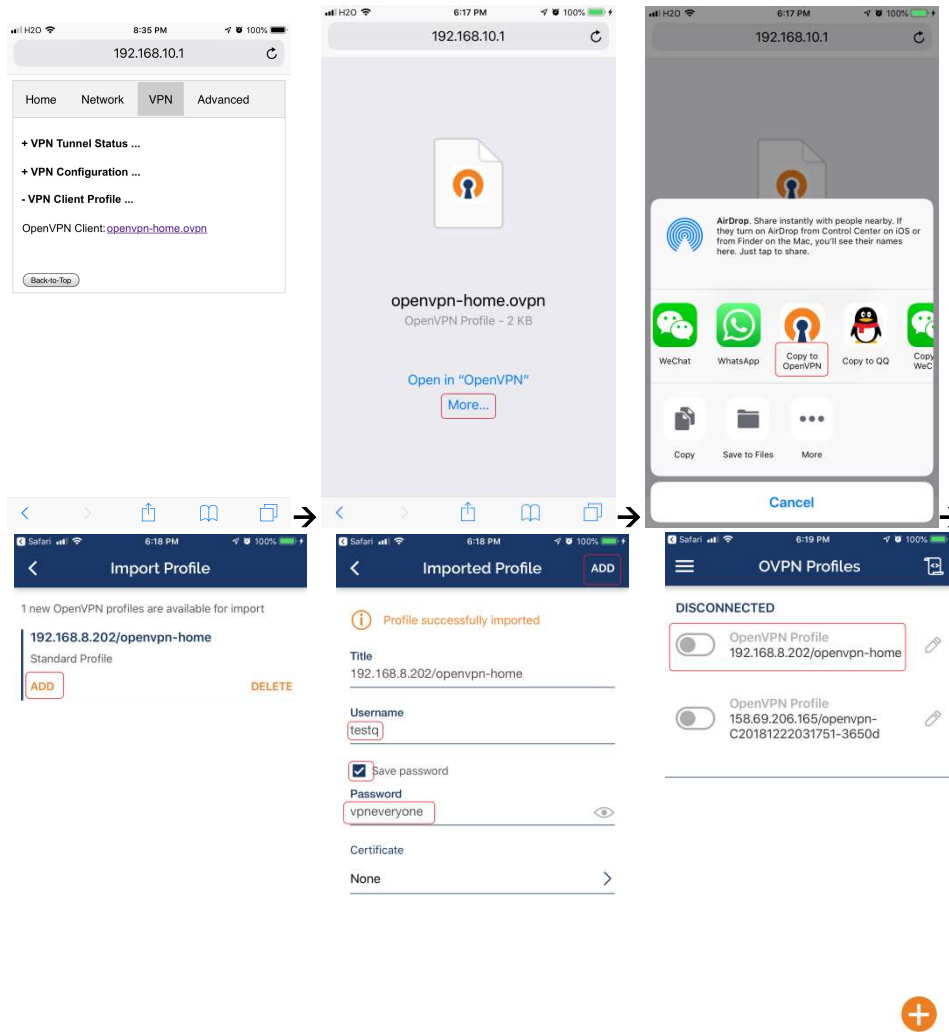 H2O 8:35 PM 100%
192.168.10.1
Home Network VPN Advanced
+ VPN Tunnel Status ...
+ VPN Configuration ...
- VPN Client Profile ...
OpenVPN Client: openvpn-home.ovpn
Back-to-Top
H2O 6:17 PM 100%
192.168.10.1
openvpn-home.ovpn
OpenVPN Profile - 2 KB
Open in “OpenVPN”
More...
H2O 6:17 PM 100%
192.168.10.1
AirDrop. Share instantly with people nearby. If
they turn on AirDrop from Control Center on iOS or
from Finder on the Mac, you'll see their names
here. Just tap to share.
WeChat WhatsApp Copy to OpenVPN Copy to QQ Copy WeC
Copy Save to Files More
Cancel
Safari 6:18 PM 100%
Import Profile
1 new OpenVPN profiles are available for import
192.168.8.202/openvpn-home
Standard Profile
ADD DELETE
Safari 6:18 PM 100%
Imported Profile ADD
Profile successfully imported
Title
192.168.8.202/openvpn-home
Username
testq
Save password
Password
vpneveryone
Certificate
None
Safari 6:19 PM 100%
OVPN Profiles
DISCONNECTED
OpenVPN Profile
192.168.8.202/openvpn-home
OpenVPN Profile
158.69.206.165/openvpn-
C20181222031751-3650d